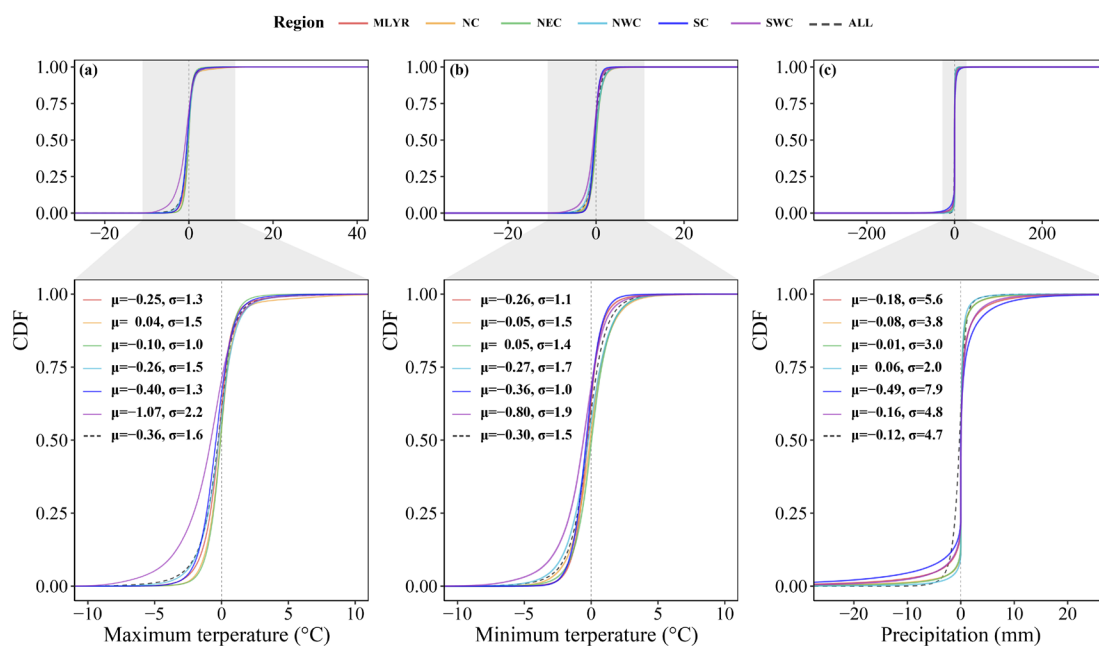 Region MLYR NC NEC NWC SC SWC ALL
(a)
1.00
0.75
0.50
0.25
0.00
−20 0 20 40
(b)
1.00
0.75
0.50
0.25
0.00
−20 0 20
(c)
1.00
0.75
0.50
0.25
0.00
−200 0 200
CDF
1.00
0.75
0.50
0.25
0.00
μ=−0.25, σ=1.3
μ= 0.04, σ=1.5
μ=−0.10, σ=1.0
μ=−0.26, σ=1.5
μ=−0.40, σ=1.3
μ=−1.07, σ=2.2
μ=−0.36, σ=1.6
−10 −5 0 5 10
Maximum terperature (°C)
CDF
1.00
0.75
0.50
0.25
0.00
μ=−0.26, σ=1.1
μ=−0.05, σ=1.5
μ= 0.05, σ=1.4
μ=−0.27, σ=1.7
μ=−0.36, σ=1.0
μ=−0.80, σ=1.9
μ=−0.30, σ=1.5
−10 −5 0 5 10
Minimum terperature (°C)
CDF
1.00
0.75
0.50
0.25
0.00
μ=−0.18, σ=5.6
μ=−0.08, σ=3.8
μ=−0.01, σ=3.0
μ= 0.06, σ=2.0
μ=−0.49, σ=7.9
μ=−0.16, σ=4.8
μ=−0.12, σ=4.7
−20 −10 0 10 20
Precipitation (mm)